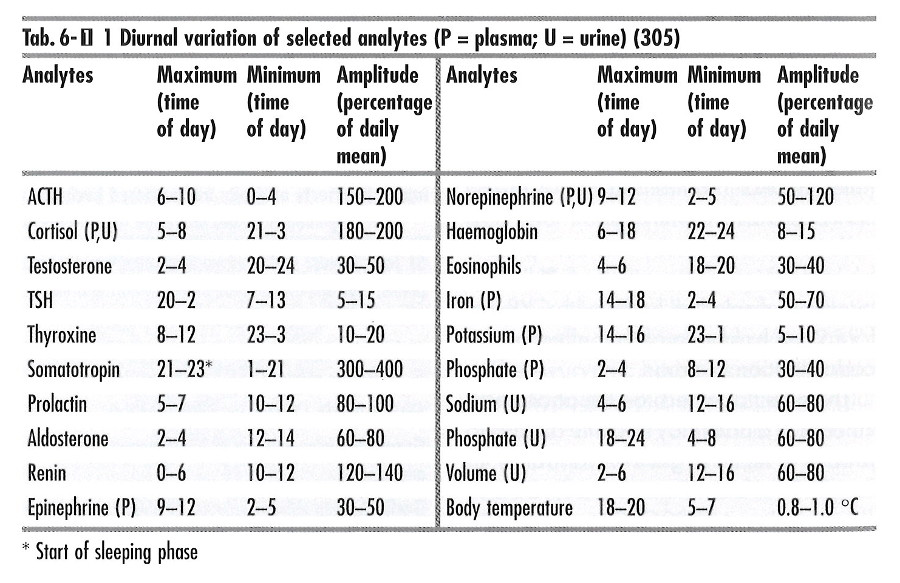 Tab. 6-1 1 Diurnal variation of selected analytes (P = plasma; U = urine) (305)
Analytes Maximum Minimum Amplitude Analytes Maximum Minimum Amplitude
(time (time (percentage (time (time (percentage
of day) of day) of daily of day) of day) of daily
mean) mean)
ACTH 6–10 0–4 150–200 Norepinephrine (P,U) 9–12 2–5 50–120
Cortisol (P,U) 5–8 21–3 180–200 Haemoglobin 6–18 22–24 8–15
Testosterone 2–4 20–24 30–50 Eosinophils 4–6 18–20 30–40
TSH 20–2 7–13 5–15 Iron (P) 14–18 2–4 50–70
Thyroxine 8–12 23–3 10–20 Potassium (P) 14–16 23–1 5–10
Somatotropin 21–23* 1–21 300–400 Phosphate (P) 2–4 8–12 30–40
Prolactin 5–7 10–12 80–100 Sodium (U) 4–6 12–16 60–80
Aldosterone 2–4 12–14 60–80 Phosphate (U) 18–24 4–8 60–80
Renin 0–6 10–12 120–140 Volume (U) 2–6 12–16 60–80
Epinephrine (P) 9–12 2–5 30–50 Body temperature 18–20 5–7 0.8–1.0 °C
* Start of sleeping phase